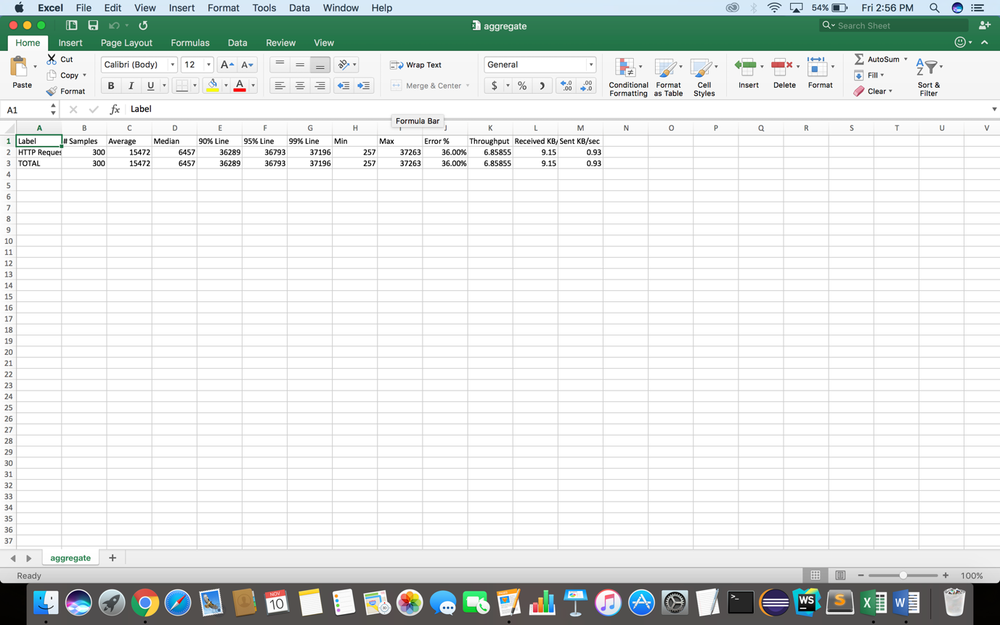 Excel File Edit View Insert Format Tools Data Window Help 54% Fri 2:56 PM
aggregate
Search Sheet
Home Insert Page Layout Formulas Data Review View
Paste
Cut
Copy
Format
Calibri (Body) 12 A A
B I U A
Wrap Text
Merge & Center
General
$ % .0 .00 .00 .0
Conditional Formatting
Format as Table
Cell Styles
Insert Delete Format
AutoSum
Fill
Clear
A Z
Sort & Filter
A1 fx Label
Formula Bar
A B C D E F G H I J K L M N O P Q R S T U V
1 Label # Samples Average Median 90% Line 95% Line 99% Line Min Max Error % Throughput Received KB/ Sent KB/sec
2 HTTP Reques 300 15472 6457 36289 36793 37196 257 37263 36.00% 6.85855 9.15 0.93
3 TOTAL 300 15472 6457 36289 36793 37196 257 37263 36.00% 6.85855 9.15 0.93
4
5
6
7
8
9
10
11
12
13
14
15
16
17
18
19
20
21
22
23
24
25
26
27
28
29
30
31
32
33
34
35
36
37
aggregate +
Ready 100%
NOV 10
WS
S
X
W